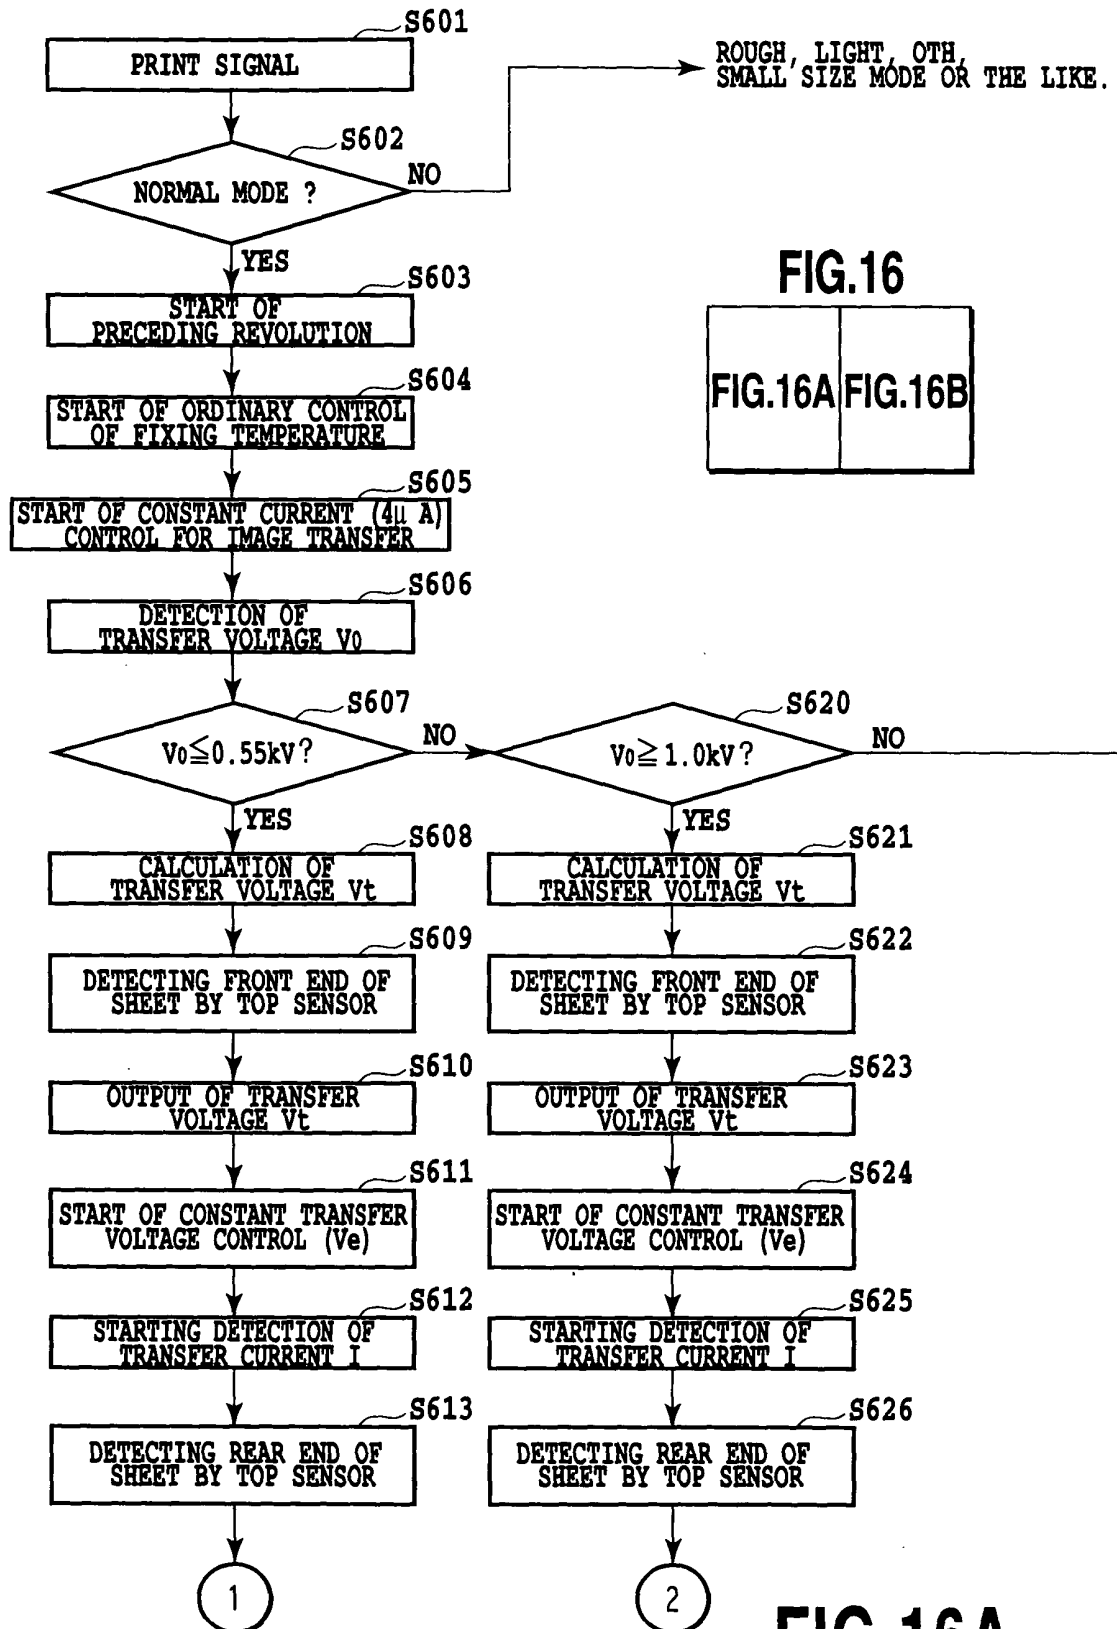 S601
PRINT SIGNAL
ROUGH, LIGHT, OTH,
SMALL SIZE MODE OR THE LIKE.
S602
NORMAL MODE ?
NO
YES
S603
START OF
PRECEDING REVOLUTION
FIG.16
FIG.16A
FIG.16B
S604
START OF ORDINARY CONTROL
OF FIXING TEMPERATURE
S605
START OF CONSTANT CURRENT (4μ A)
CONTROL FOR IMAGE TRANSFER
S606
DETECTION OF
TRANSFER VOLTAGE V0
S607
V0≦0.55kV?
NO
YES
S620
V0≧1.0kV?
NO
YES
S608
CALCULATION OF
TRANSFER VOLTAGE Vt
S609
DETECTING FRONT END OF
SHEET BY TOP SENSOR
S610
OUTPUT OF TRANSFER
VOLTAGE Vt
S611
START OF CONSTANT TRANSFER
VOLTAGE CONTROL (Ve)
S612
STARTING DETECTION OF
TRANSFER CURRENT I
S613
DETECTING REAR END OF
SHEET BY TOP SENSOR
1
S621
CALCULATION OF
TRANSFER VOLTAGE Vt
S622
DETECTING FRONT END OF
SHEET BY TOP SENSOR
S623
OUTPUT OF TRANSFER
VOLTAGE Vt
S624
START OF CONSTANT TRANSFER
VOLTAGE CONTROL (Ve)
S625
STARTING DETECTION OF
TRANSFER CURRENT I
S626
DETECTING REAR END OF
SHEET BY TOP SENSOR
2
FIG.16A